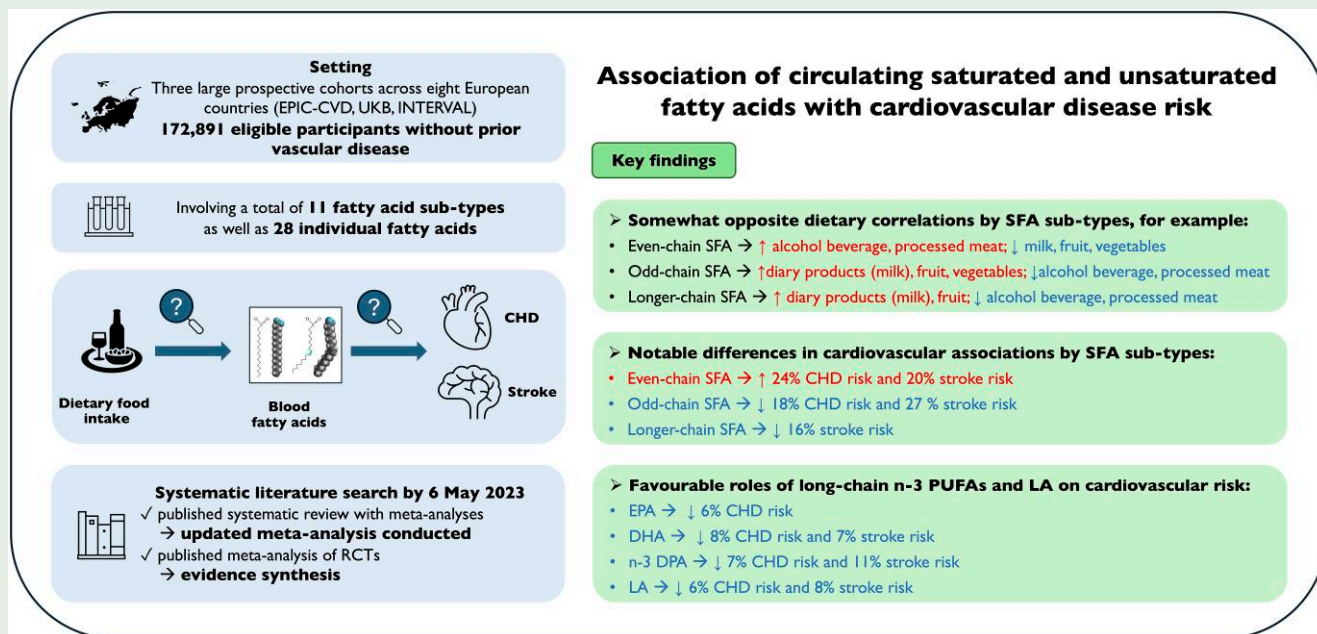 Setting
Three large prospective cohorts across eight European
countries (EPIC-CVD, UKB, INTERVAL)
172,891 eligible participants without prior
vascular disease
Involving a total of 11 fatty acid sub-types
as well as 28 individual fatty acids
?
?
CHD
Stroke
Dietary food
intake
Blood
fatty acids
Systematic literature search by 6 May 2023
✓ published systematic review with meta-analyses
→ updated meta-analysis conducted
✓ published meta-analysis of RCTs
→ evidence synthesis
Association of circulating saturated and unsaturated
fatty acids with cardiovascular disease risk
Key findings
➢ Somewhat opposite dietary correlations by SFA sub-types, for example:
• Even-chain SFA → ↑ alcohol beverage, processed meat; ↓ milk, fruit, vegetables
• Odd-chain SFA → ↑diary products (milk), fruit, vegetables; ↓alcohol beverage, processed meat
• Longer-chain SFA → ↑ diary products (milk), fruit; ↓ alcohol beverage, processed meat
➢ Notable differences in cardiovascular associations by SFA sub-types:
• Even-chain SFA → ↑ 24% CHD risk and 20% stroke risk
• Odd-chain SFA → ↓ 18% CHD risk and 27 % stroke risk
• Longer-chain SFA → ↓ 16% stroke risk
➢ Favourable roles of long-chain n-3 PUFAs and LA on cardiovascular risk:
• EPA → ↓ 6% CHD risk
• DHA → ↓ 8% CHD risk and 7% stroke risk
• n-3 DPA → ↓ 7% CHD risk and 11% stroke risk
• LA → ↓ 6% CHD risk and 8% stroke risk